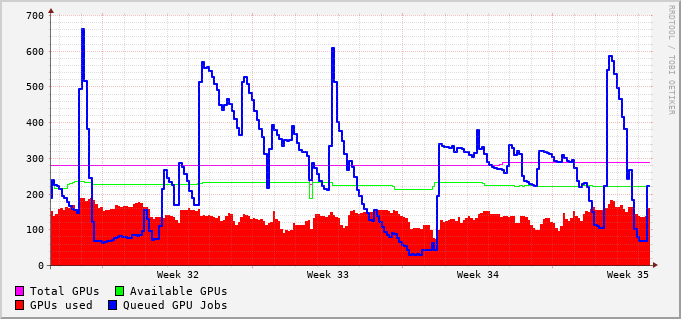 RRDTOOL / TOBI OETIKER
700
600
500
400
300
200
100
0
Week 32 Week 33 Week 34 Week 35
Total GPUs Available GPUs
GPUs used Queued GPU Jobs